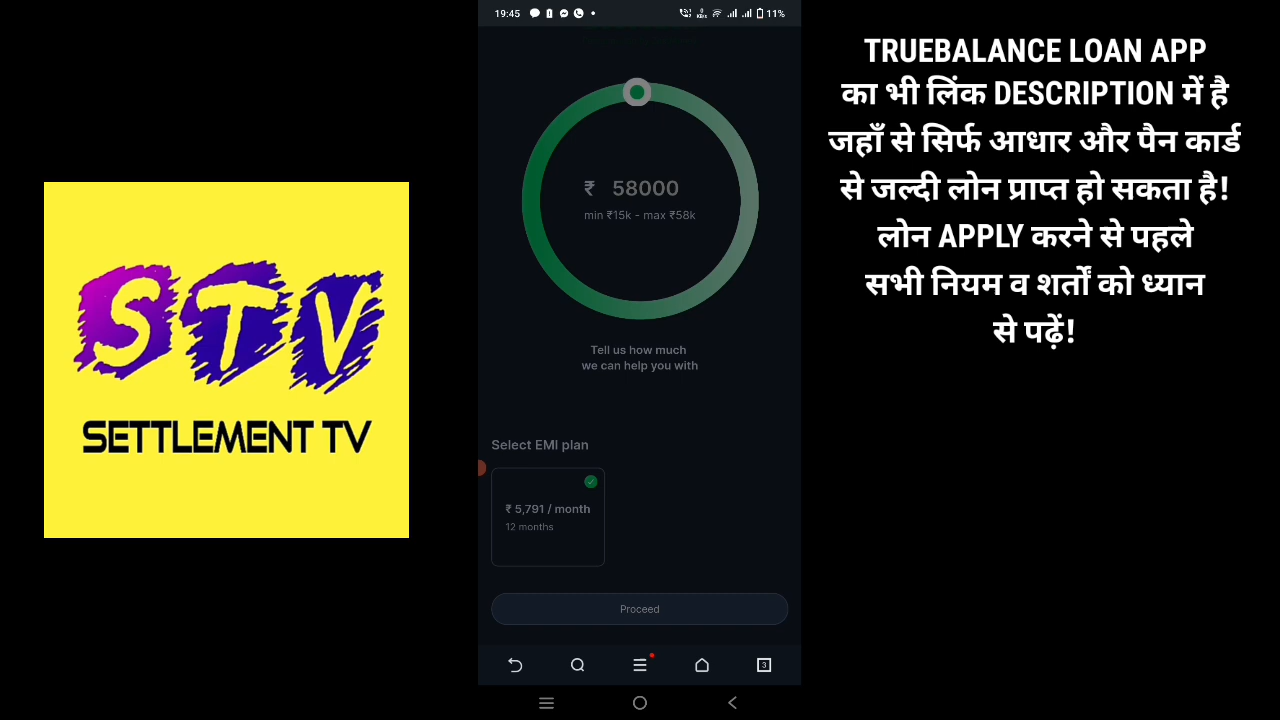 STV
SETTLEMENT TV
19:45
11%
₹ 58000
min ₹15k - max ₹58k
Tell us how much
we can help you with
Select EMI plan
₹ 5,791 / month
12 months
Proceed
3
TRUEBALANCE LOAN APP
का भी लिंक DESCRIPTION में है
जहाँ से सिर्फ आधार और पैन कार्ड
से जल्दी लोन प्राप्त हो सकता है!
लोन APPLY करने से पहले
सभी नियम व शर्तों को ध्यान
से पढ़ें!